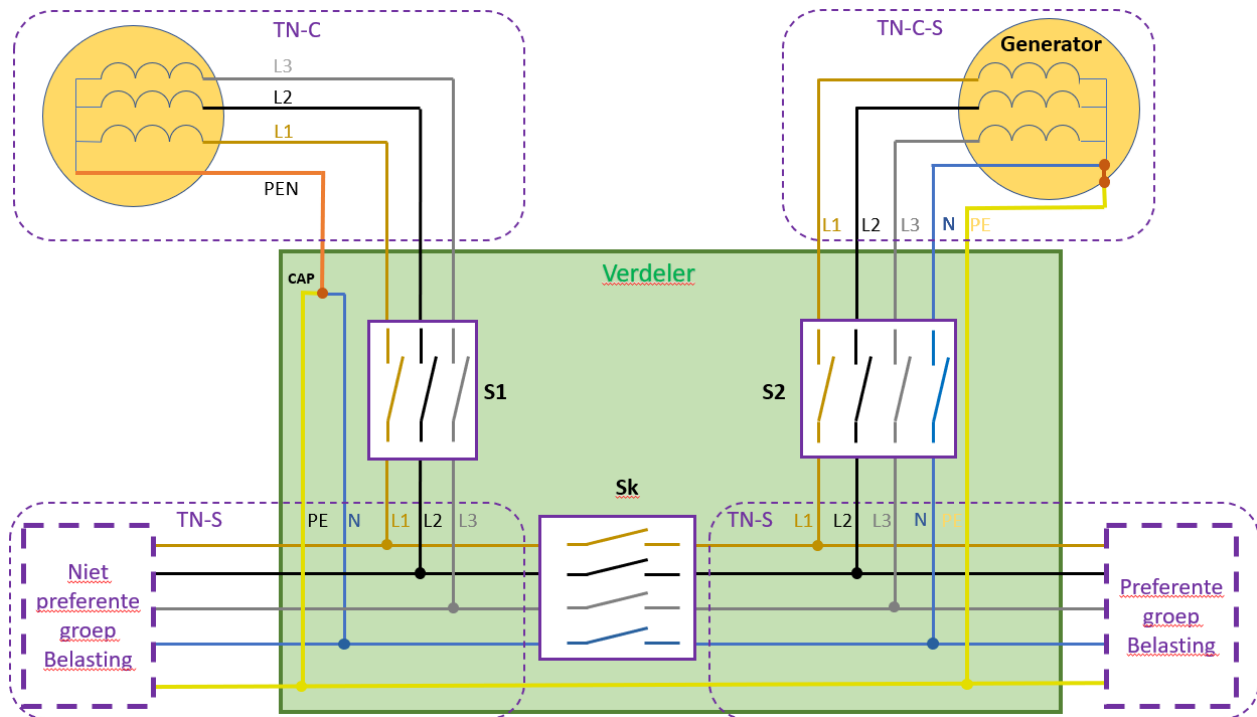 TN-C
L3
L2
L1
PEN
TN-C-S
Generator
L1
L2
L3
N
PE
Verdeler
CAP
S1
S2
Sk
TN-S
PE
N
L1
L2
L3
TN-S
L1
L2
L3
N
PE
Niet
preferente
groep
Belasting
Preferente
groep
Belasting